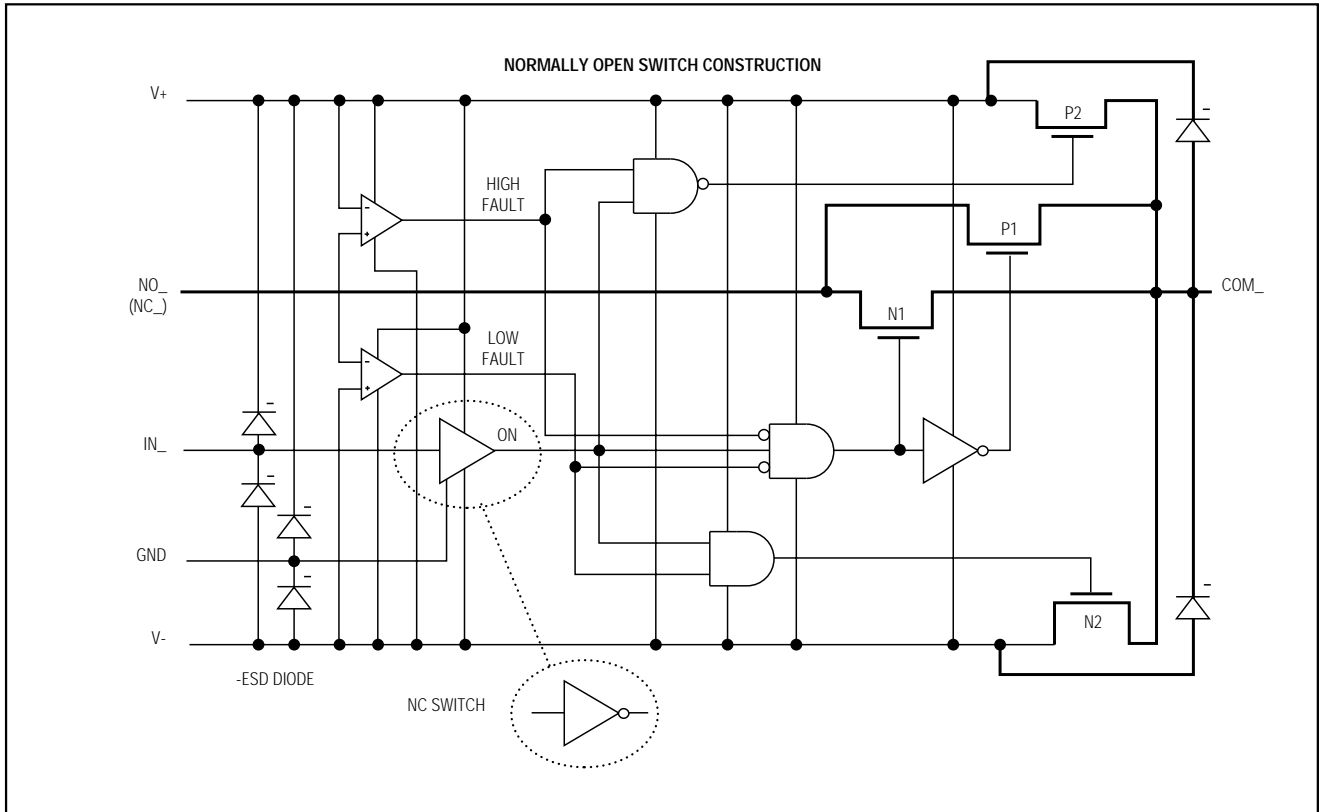 NORMALLY OPEN SWITCH CONSTRUCTION
V+
P2
-
HIGH
FAULT
-
+
P1
NO_
(NC_)
COM_
N1
LOW
FAULT
-
+
-
ON
IN_
-
-
GND
-
-
N2
V-
-ESD DIODE
NC SWITCH